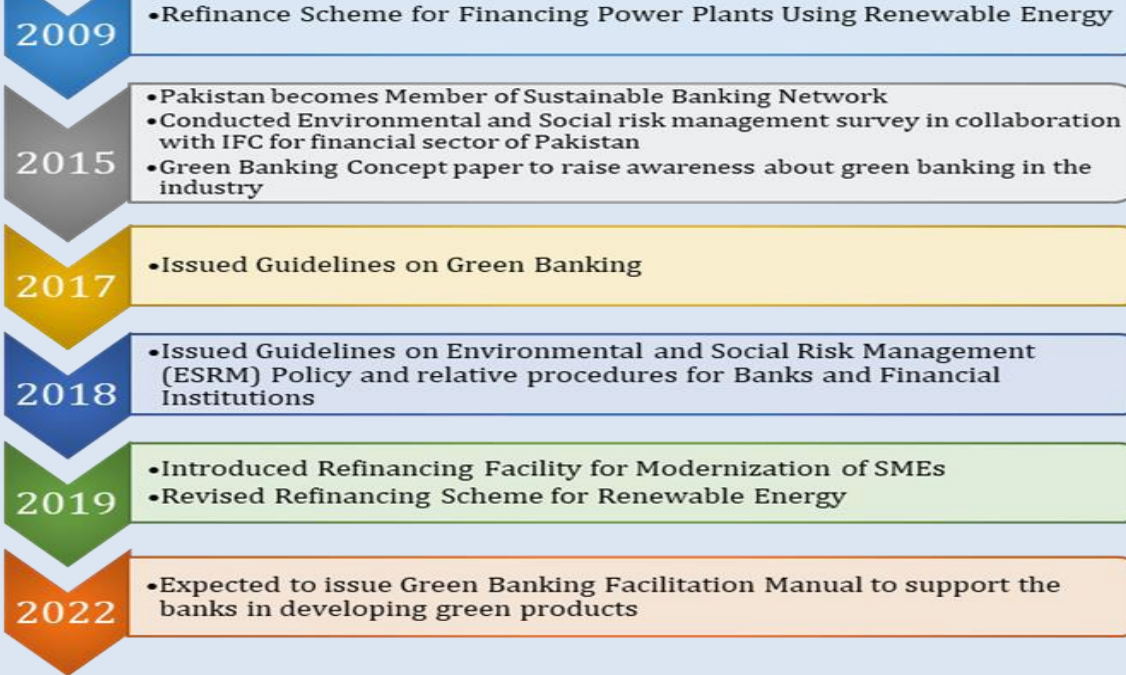 2009
•Refinance Scheme for Financing Power Plants Using Renewable Energy
2015
•Pakistan becomes Member of Sustainable Banking Network
•Conducted Environmental and Social risk management survey in collaboration
with IFC for financial sector of Pakistan
•Green Banking Concept paper to raise awareness about green banking in the
industry
2017
•Issued Guidelines on Green Banking
2018
•Issued Guidelines on Environmental and Social Risk Management
(ESRM) Policy and relative procedures for Banks and Financial
Institutions
2019
•Introduced Refinancing Facility for Modernization of SMEs
•Revised Refinancing Scheme for Renewable Energy
2022
•Expected to issue Green Banking Facilitation Manual to support the
banks in developing green products